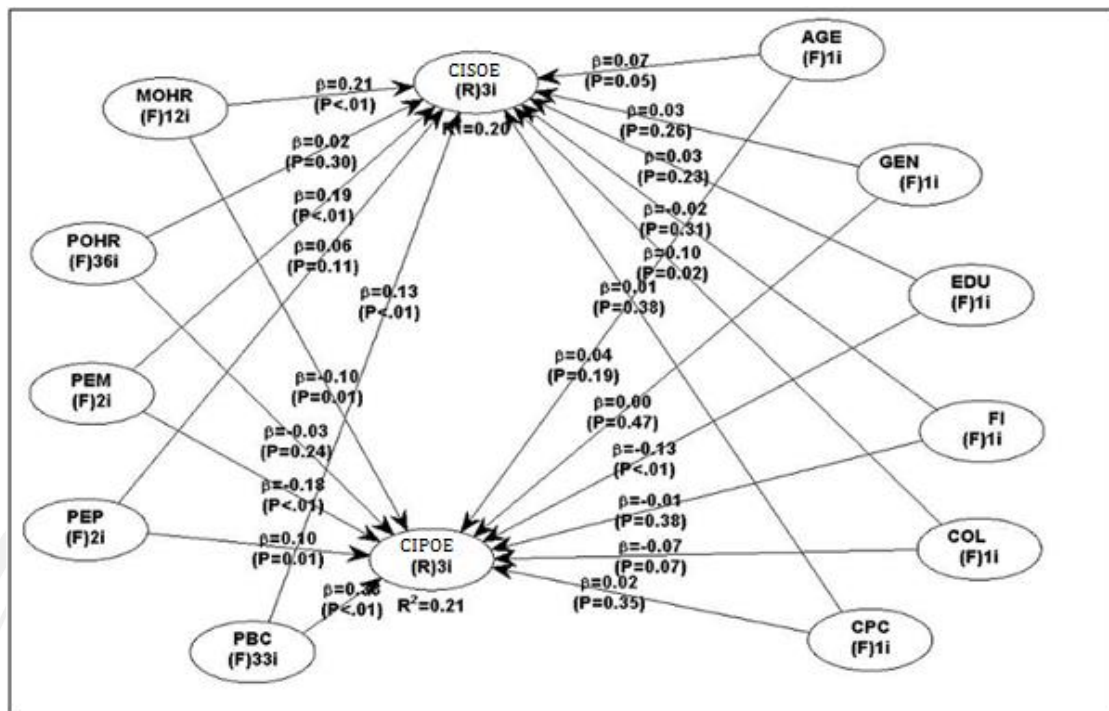 AGE
(F)1i
CISOE
(R)3i
β=0.07
(P=0.05)
β=0.21
(P<.01)
MOHR
(F)12i
β=0.03
(P=0.26)
=0.20
β=0.02
(P=0.30)
β=0.03
(P=0.23)
GEN
(F)1i
β=0.19
(P<.01)
β=-0.02
(P=0.31)
POHR
(F)36i
β=0.06
(P=0.11)
β=0.10
(P=0.02)
β=0.13
(P<.01)
β=0.01
(P=0.38)
EDU
(F)1i
β=0.04
(P=0.19)
PEM
(F)2i
β=-0.10
(P=0.01)
β=0.00
(P=0.47)
FI
(F)1i
β=-0.03
(P=0.24)
β=-0.13
(P<.01)
β=-0.18
(P<.01)
β=-0.01
(P=0.38)
PEP
(F)2i
β=0.10
(P=0.01)
CIPOE
(R)3i
β=-0.07
(P=0.07)
COL
(F)1i
(P<.01)
R²=0.21
β=0.02
(P=0.35)
PBC
(F)33i
CPC
(F)1i